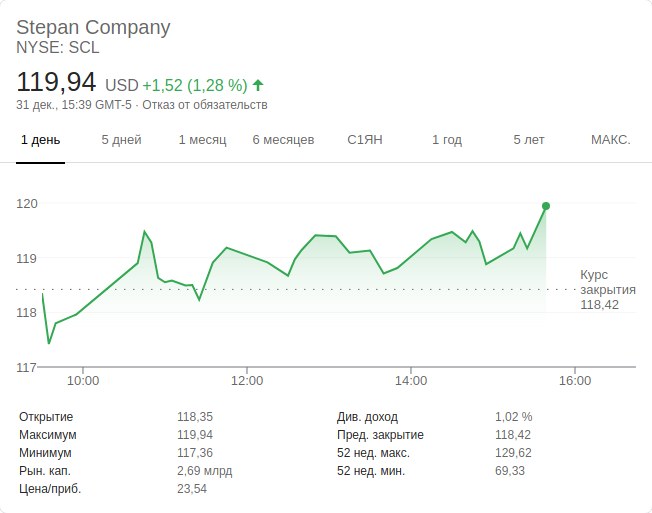 Stepan Company
NYSE: SCL
119,94 USD +1,52 (1,28 %)
31 дек., 15:39 GMT-5 · Отказ от обязательств
1 день 5 дней 1 месяц 6 месяцев С1ЯН 1 год 5 лет МАКС.
120
119
118
117
Курс
закрытия
118,42
10:00 12:00 14:00 16:00
Открытие 118,35 Див. доход 1,02 %
Максимум 119,94 Пред. закрытие 118,42
Минимум 117,36 52 нед. макс. 129,62
Рын. кап. 2,69 млрд 52 нед. мин. 69,33
Цена/приб. 23,54